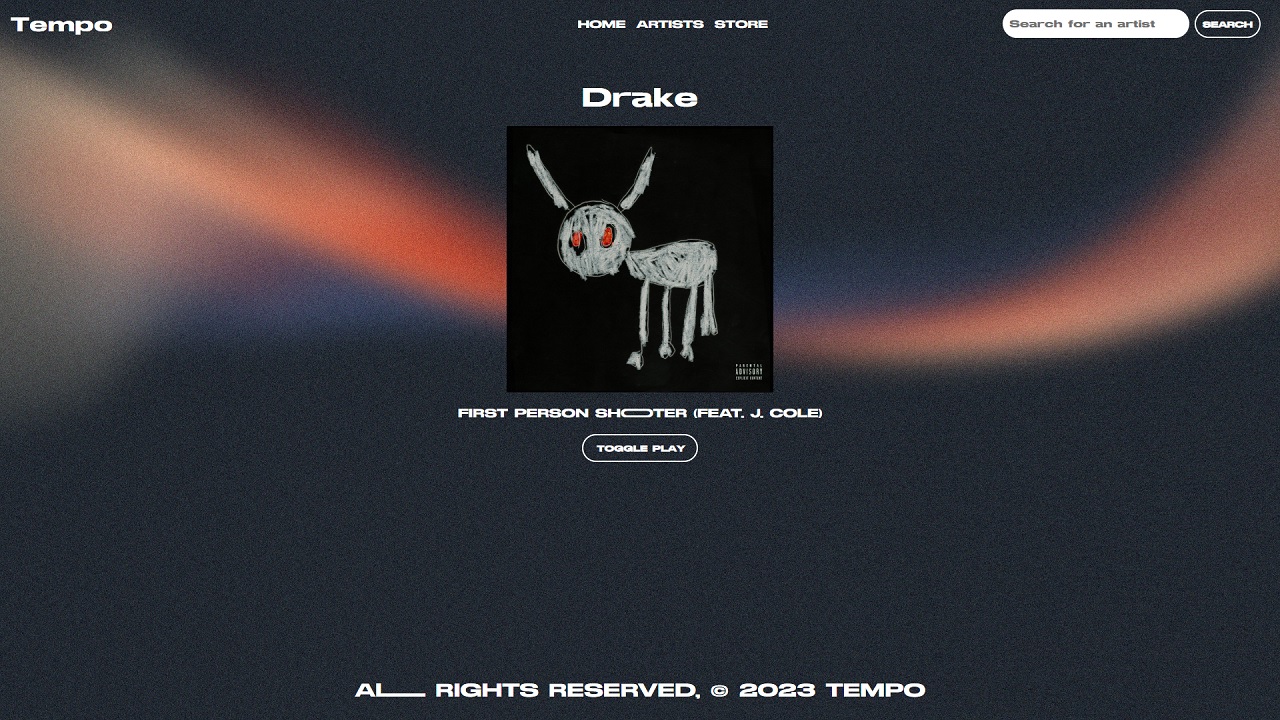 Tempo
HOME ARTISTS STORE
Search for an artist
SEARCH
Drake
PARENTAL
ADVISORY
EXPLICIT CONTENT
FIRST PERSON SHOOTER (FEAT. J. COLE)
TOGGLE PLAY
ALL RIGHTS RESERVED, © 2023 TEMPO